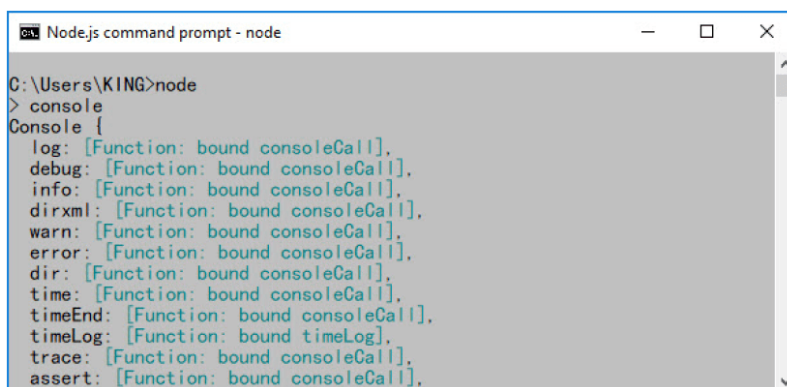 Node.js command prompt - node
C:\Users\KING>node
> console
Console {
  log: [Function: bound consoleCall],
  debug: [Function: bound consoleCall],
  info: [Function: bound consoleCall],
  dirxml: [Function: bound consoleCall],
  warn: [Function: bound consoleCall],
  error: [Function: bound consoleCall],
  dir: [Function: bound consoleCall],
  time: [Function: bound consoleCall],
  timeEnd: [Function: bound consoleCall],
  timeLog: [Function: bound timeLog],
  trace: [Function: bound consoleCall],
  assert: [Function: bound consoleCall],